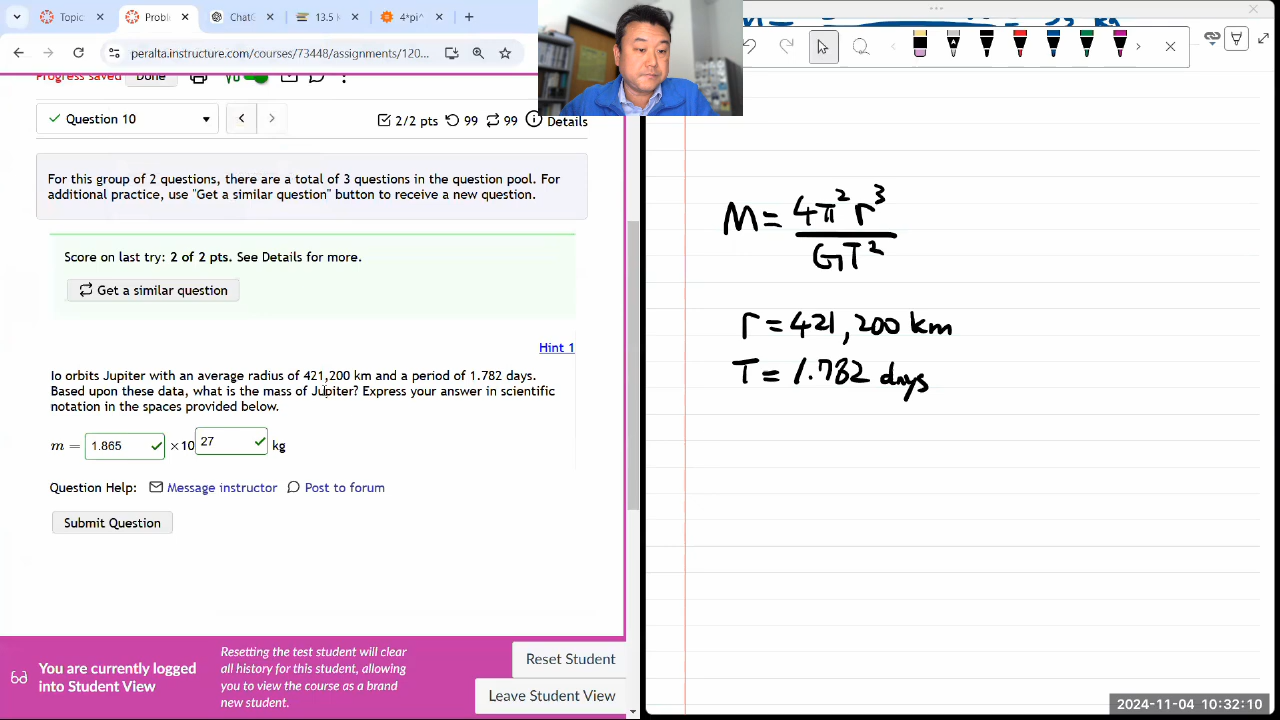 Topic
Probl
ChatG
13.5 k
4*pi*
peralta.instructure.com/courses/73488/assignm
Progress saved
Done
Question 10
2/2 pts
99
99
Details
For this group of 2 questions, there are a total of 3 questions in the question pool. For
additional practice, use "Get a similar question" button to receive a new question.
Score on last try: 2 of 2 pts. See Details for more.
Get a similar question
Hint 1
Io orbits Jupiter with an average radius of 421,200 km and a period of 1.782 days.
Based upon these data, what is the mass of Jupiter? Express your answer in scientific
notation in the spaces provided below.
m = 1.865 ×10 27 kg
Question Help: Message instructor Post to forum
Submit Question
You are currently logged
into Student View
Resetting the test student will clear
all history for this student, allowing
you to view the course as a brand
new student.
Reset Student
Leave Student View
M = 4π² r³
GT²
r = 421,200 km
T = 1.782 days
2024-11-04 10:32:10